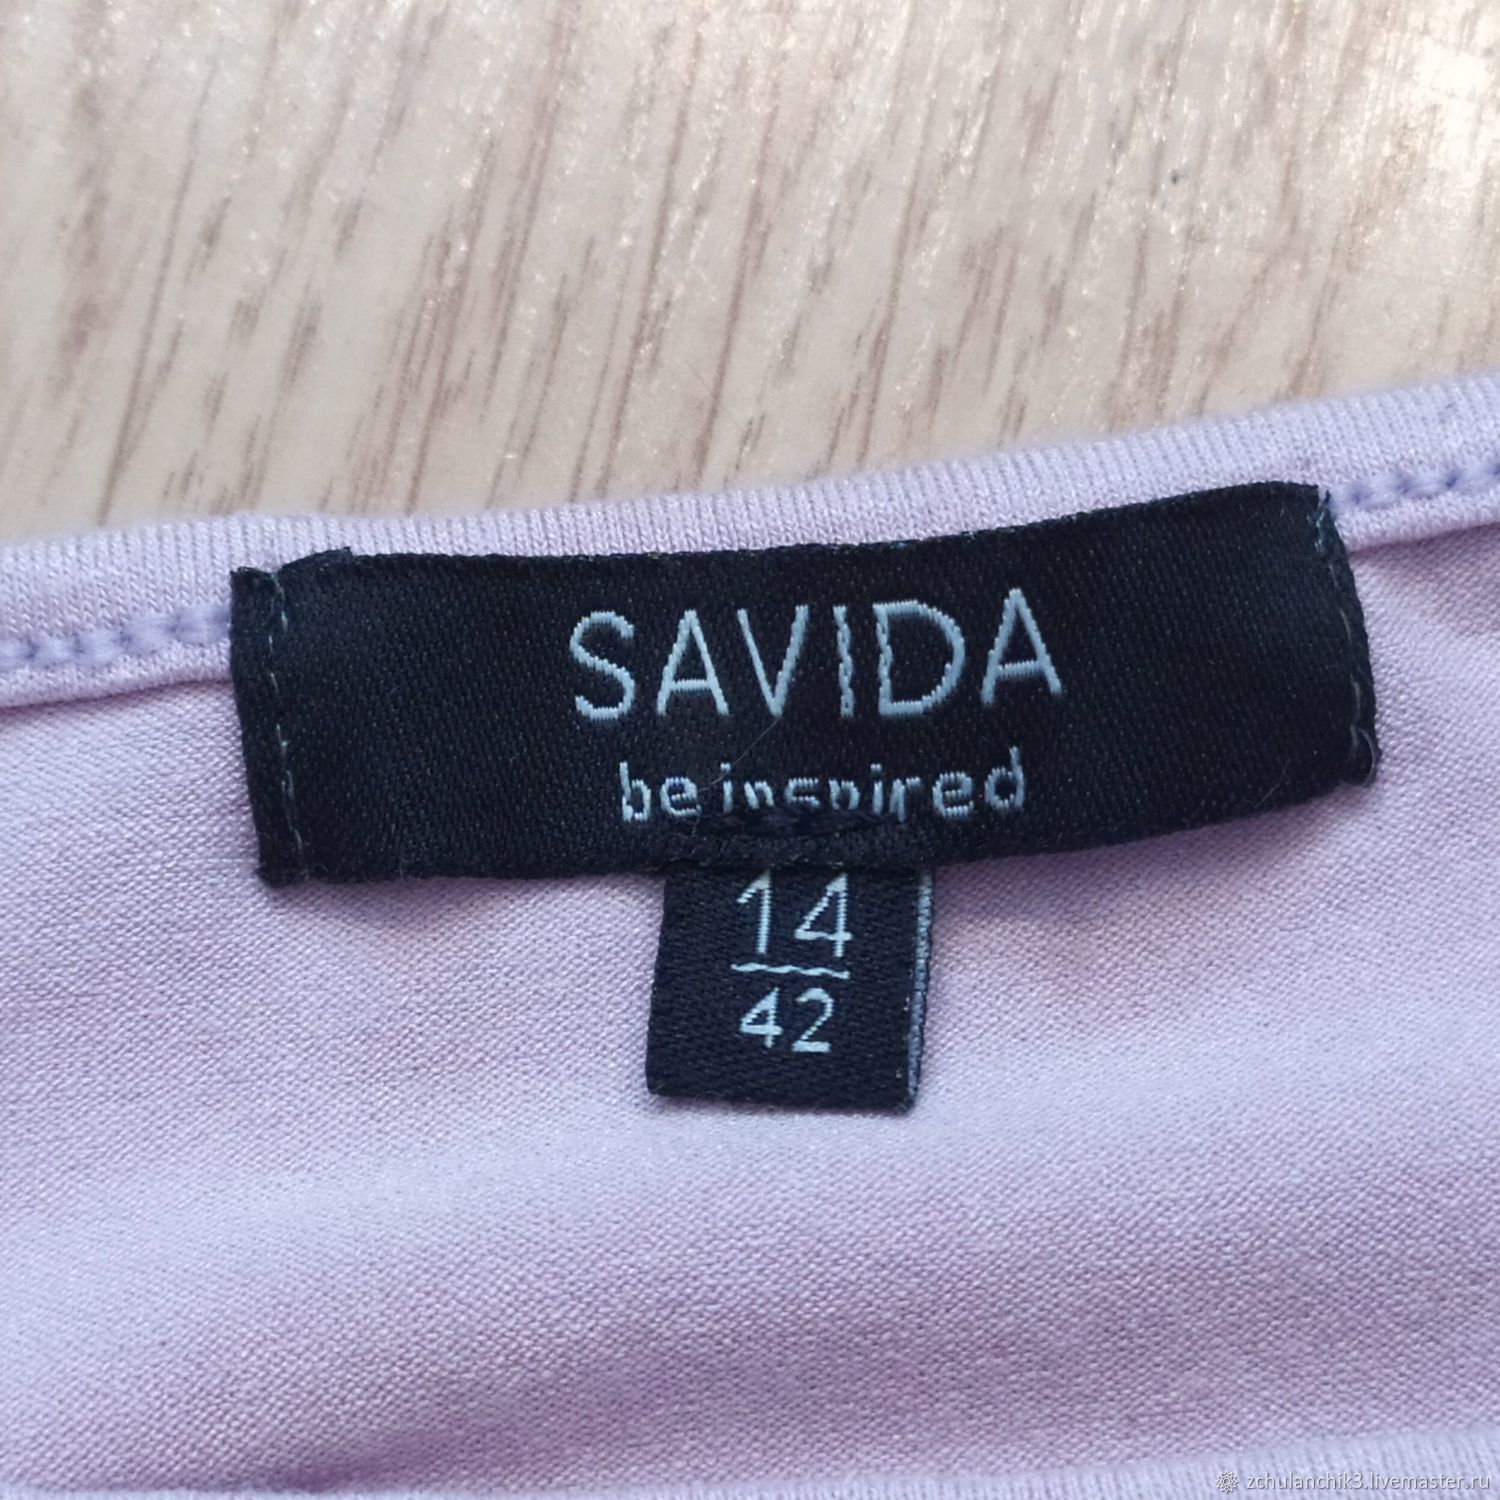 SAVIDA
be inspired
14
42
zchulanchik3.livemaster.ru